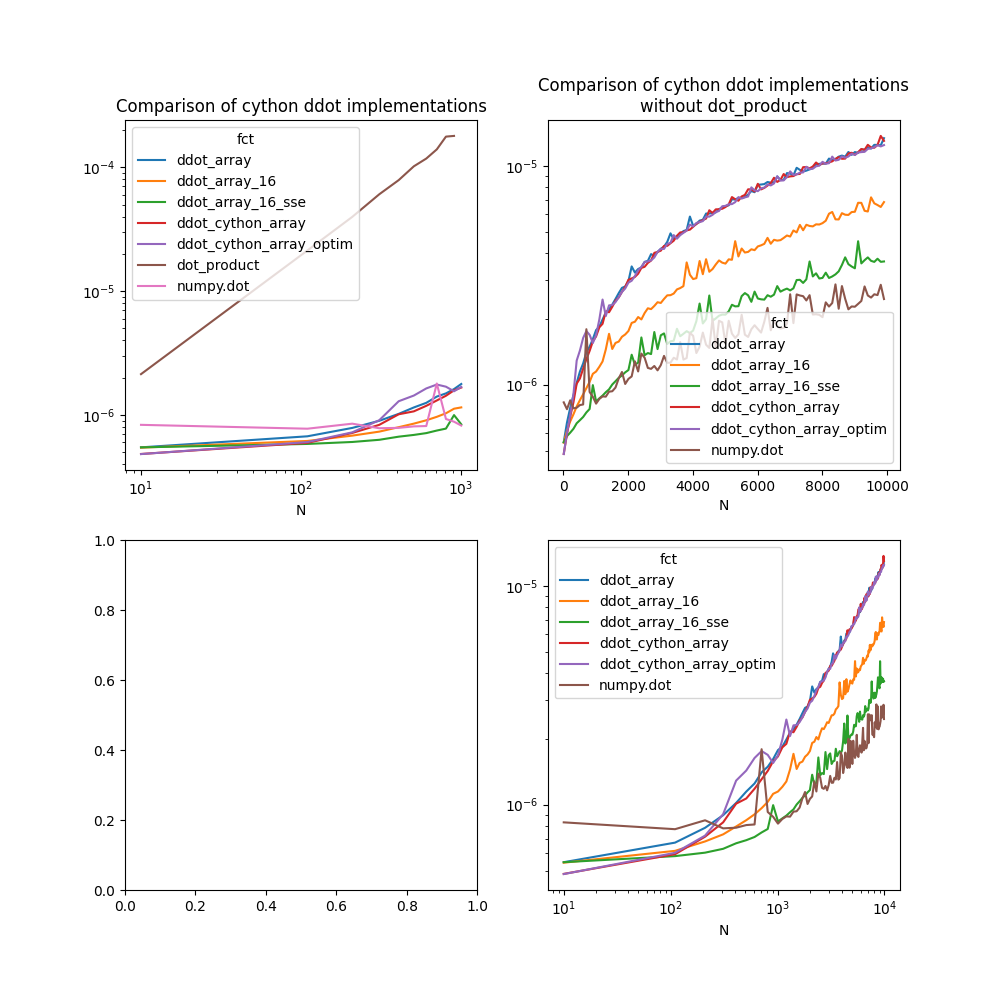 Comparison of cython ddot implementations
fct
ddot_array
ddot_array_16
ddot_array_16_sse
ddot_cython_array
ddot_cython_array_optim
dot_product
numpy.dot
10⁻⁴
10⁻⁵
10⁻⁶
10¹
10²
10³
N
Comparison of cython ddot implementations
without dot_product
10⁻⁵
10⁻⁶
fct
ddot_array
ddot_array_16
ddot_array_16_sse
ddot_cython_array
ddot_cython_array_optim
numpy.dot
0
2000
4000
6000
8000
10000
N
1.0
0.8
0.6
0.4
0.2
0.0
0.0
0.2
0.4
0.6
0.8
1.0
fct
ddot_array
ddot_array_16
ddot_array_16_sse
ddot_cython_array
ddot_cython_array_optim
numpy.dot
10⁻⁵
10⁻⁶
10¹
10²
10³
10⁴
N